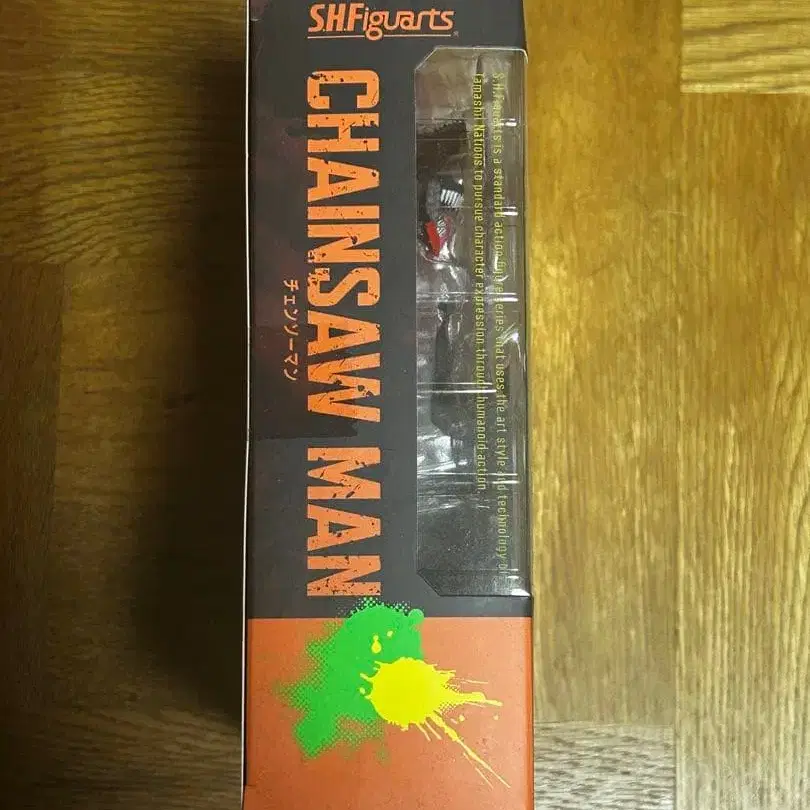 S.H.Figuarts
CHAINSAW MAN
チェンソーマン
S.H.Figuarts is a standard action figure series that uses the art style and technology of
Tamashii Nations to pursue character expression through humanoid action.